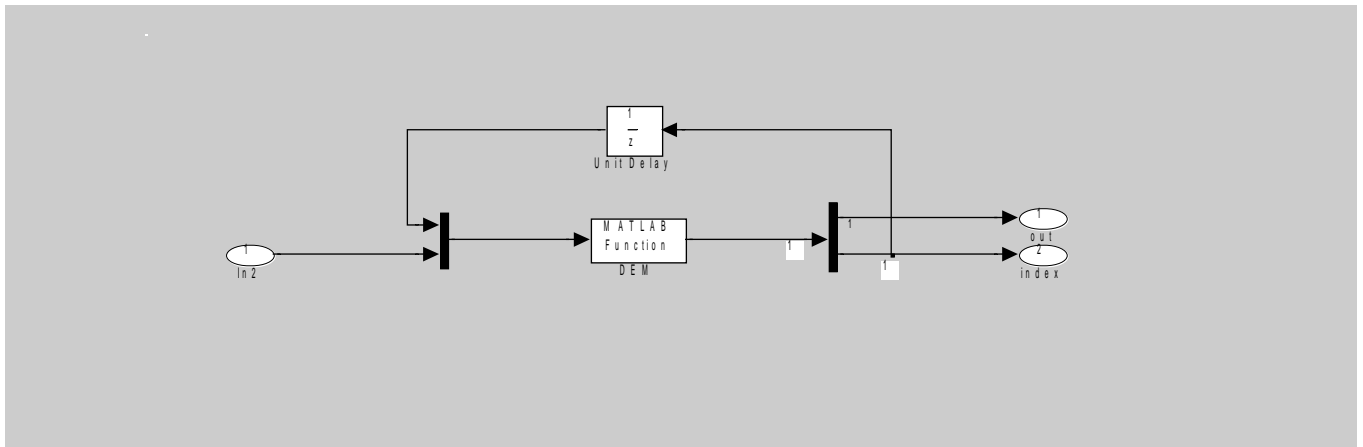 1
z
Unit Delay
MATLAB
Function
DEM
1
In2
1
1
1
1
out
2
index